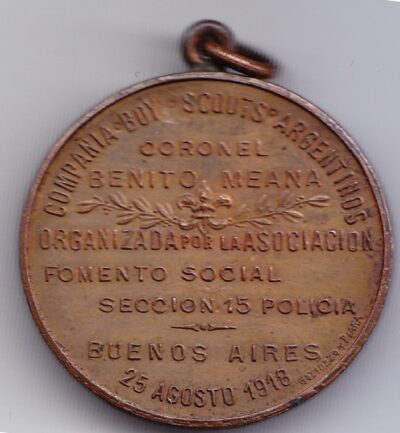 COMPAÑIA "BOY SCOUTS" ARGENTINOS
CORONEL
BENITO MEANA
ORGANIZADA POR LA ASOCIACION
FOMENTO SOCIAL
SECCION 15 POLICIA
BUENOS AIRES
25 AGOSTO 1918